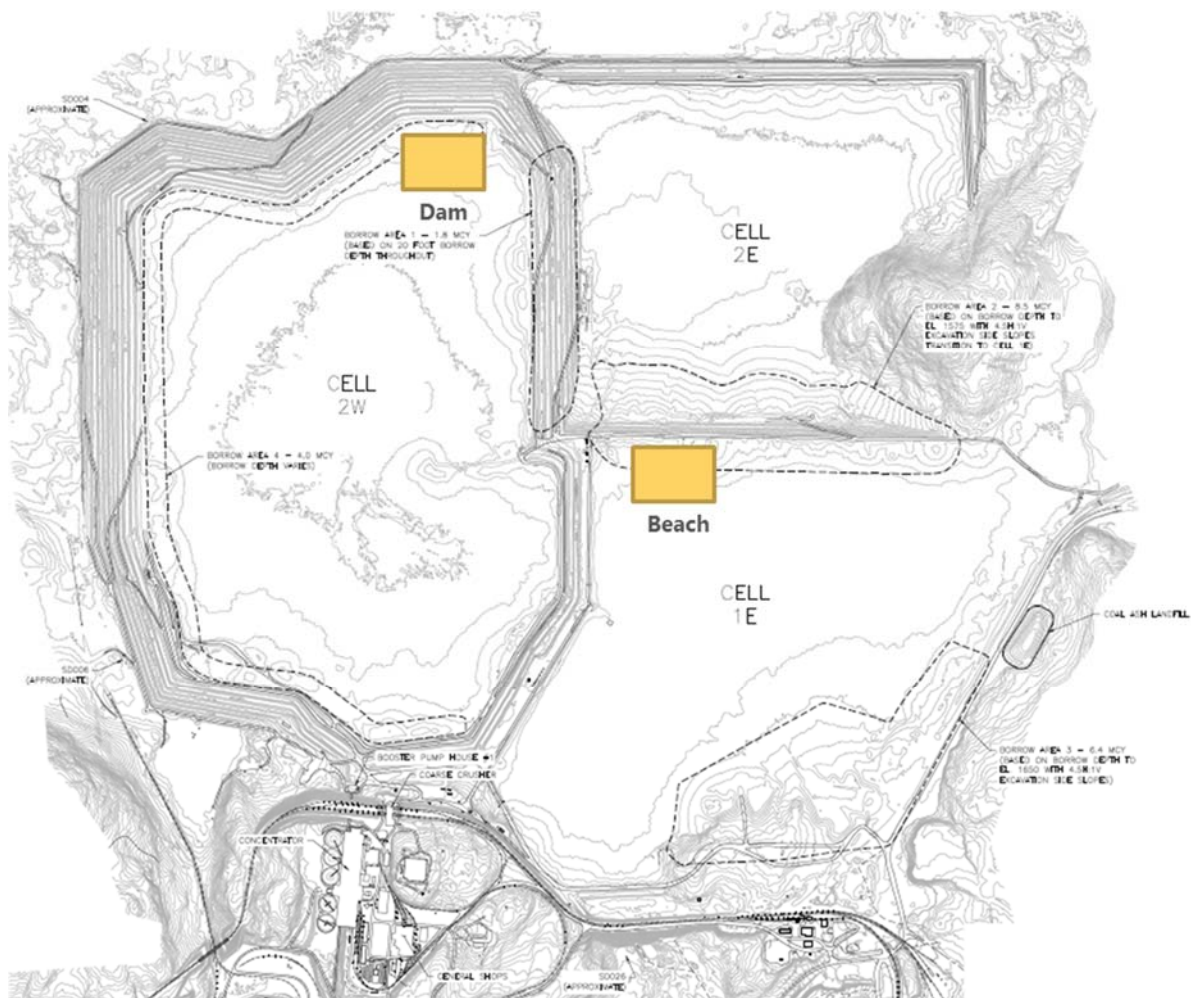 SD004
(APPROXIMATE)
Dam
BORROW AREA 1 – 1.8 MCY
(BASED ON 20 FOOT BORROW
DEPTH THROUGHOUT)
CELL
2E
BORROW AREA 2 – 8.5 MCY
(BASED ON BORROW DEPTH TO
EL 1575 WITH 4.5H:1V
EXCAVATION SIDE SLOPES
TRANSITION TO CELL 1E)
CELL
2W
BORROW AREA 4 – 4.0 MCY
(BORROW DEPTH VARIES)
Beach
CELL
1E
COAL ASH LANDFILL
SD006
(APPROXIMATE)
BORROW AREA 3 – 6.4 MCY
(BASED ON BORROW DEPTH TO
EL 1650 WITH 4.5H:1V
EXCAVATION SIDE SLOPES)
BOOSTER PUMP HOUSE #1
COARSE CRUSHER
CONCENTRATOR
GENERAL SHOPS
SD026
(APPROXIMATE)